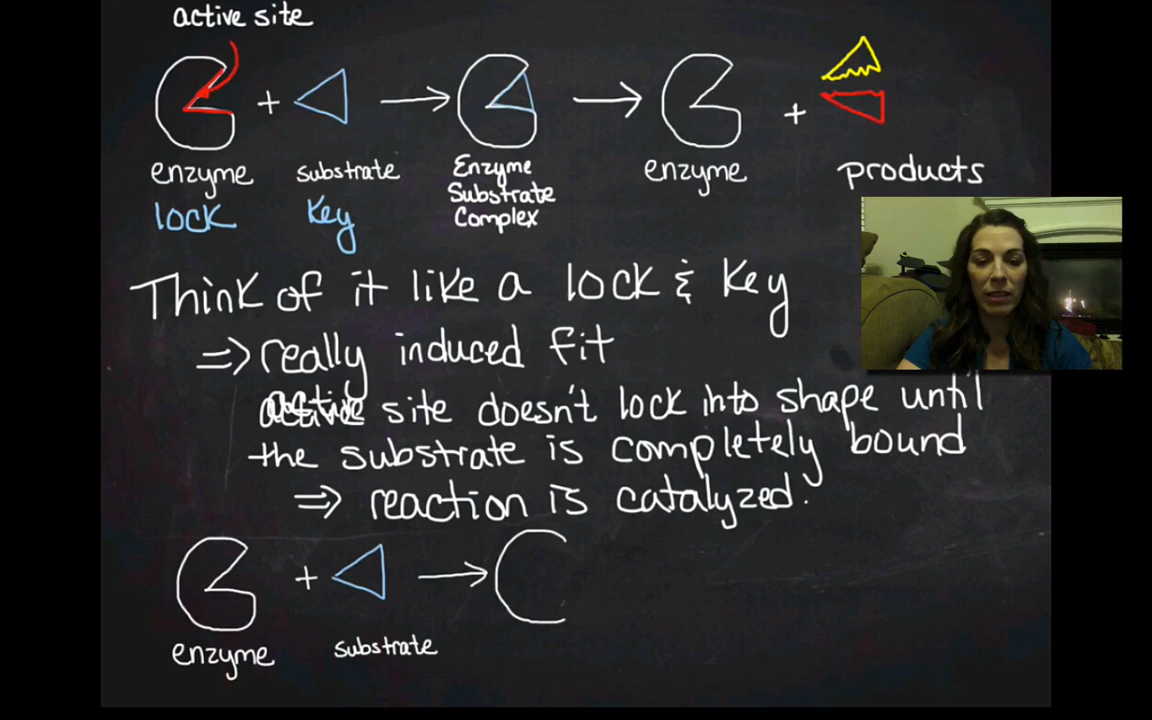 active site
+ → → +
enzyme substrate Enzyme Substrate Complex enzyme products
lock key
Think of it like a lock & key
⇒ really induced fit
active site doesn't lock into shape until
the substrate is completely bound
⇒ reaction is catalyzed.
+ →
enzyme substrate